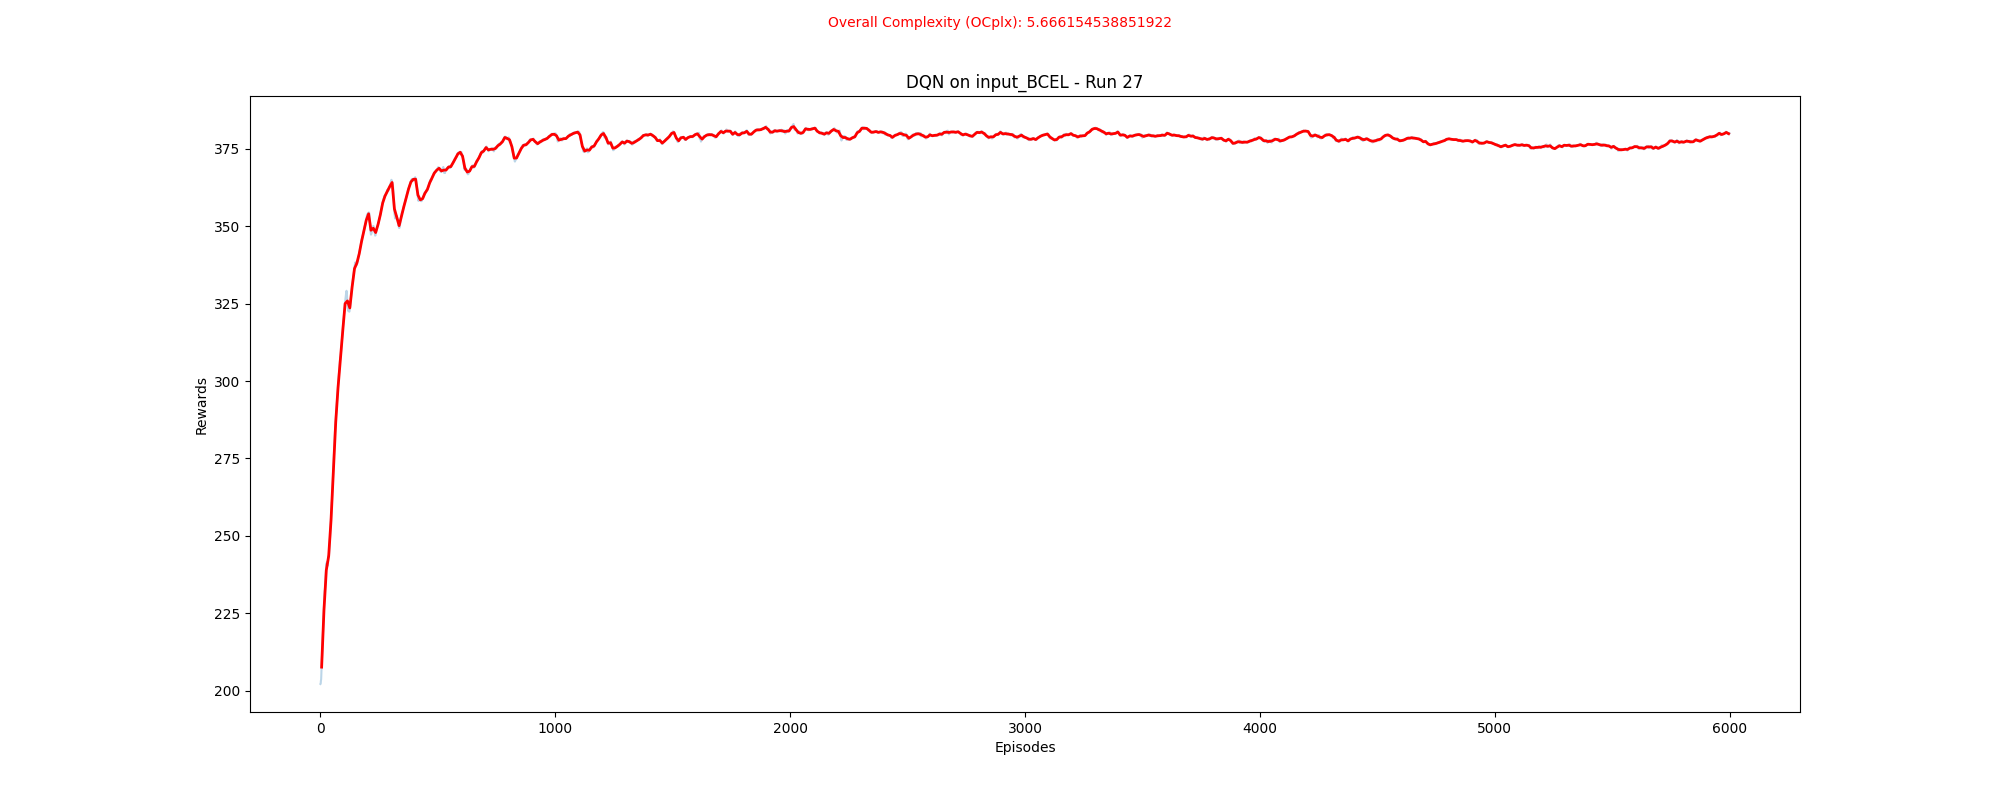 Overall Complexity (OCplx): 5.666154538851922
DQN on input_BCEL - Run 27
Rewards
375
350
325
300
275
250
225
200
0 1000 2000 3000 4000 5000 6000
Episodes